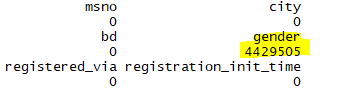 msno city
0 0
bd gender
0 4429505
registered_via registration_init_time
0 0